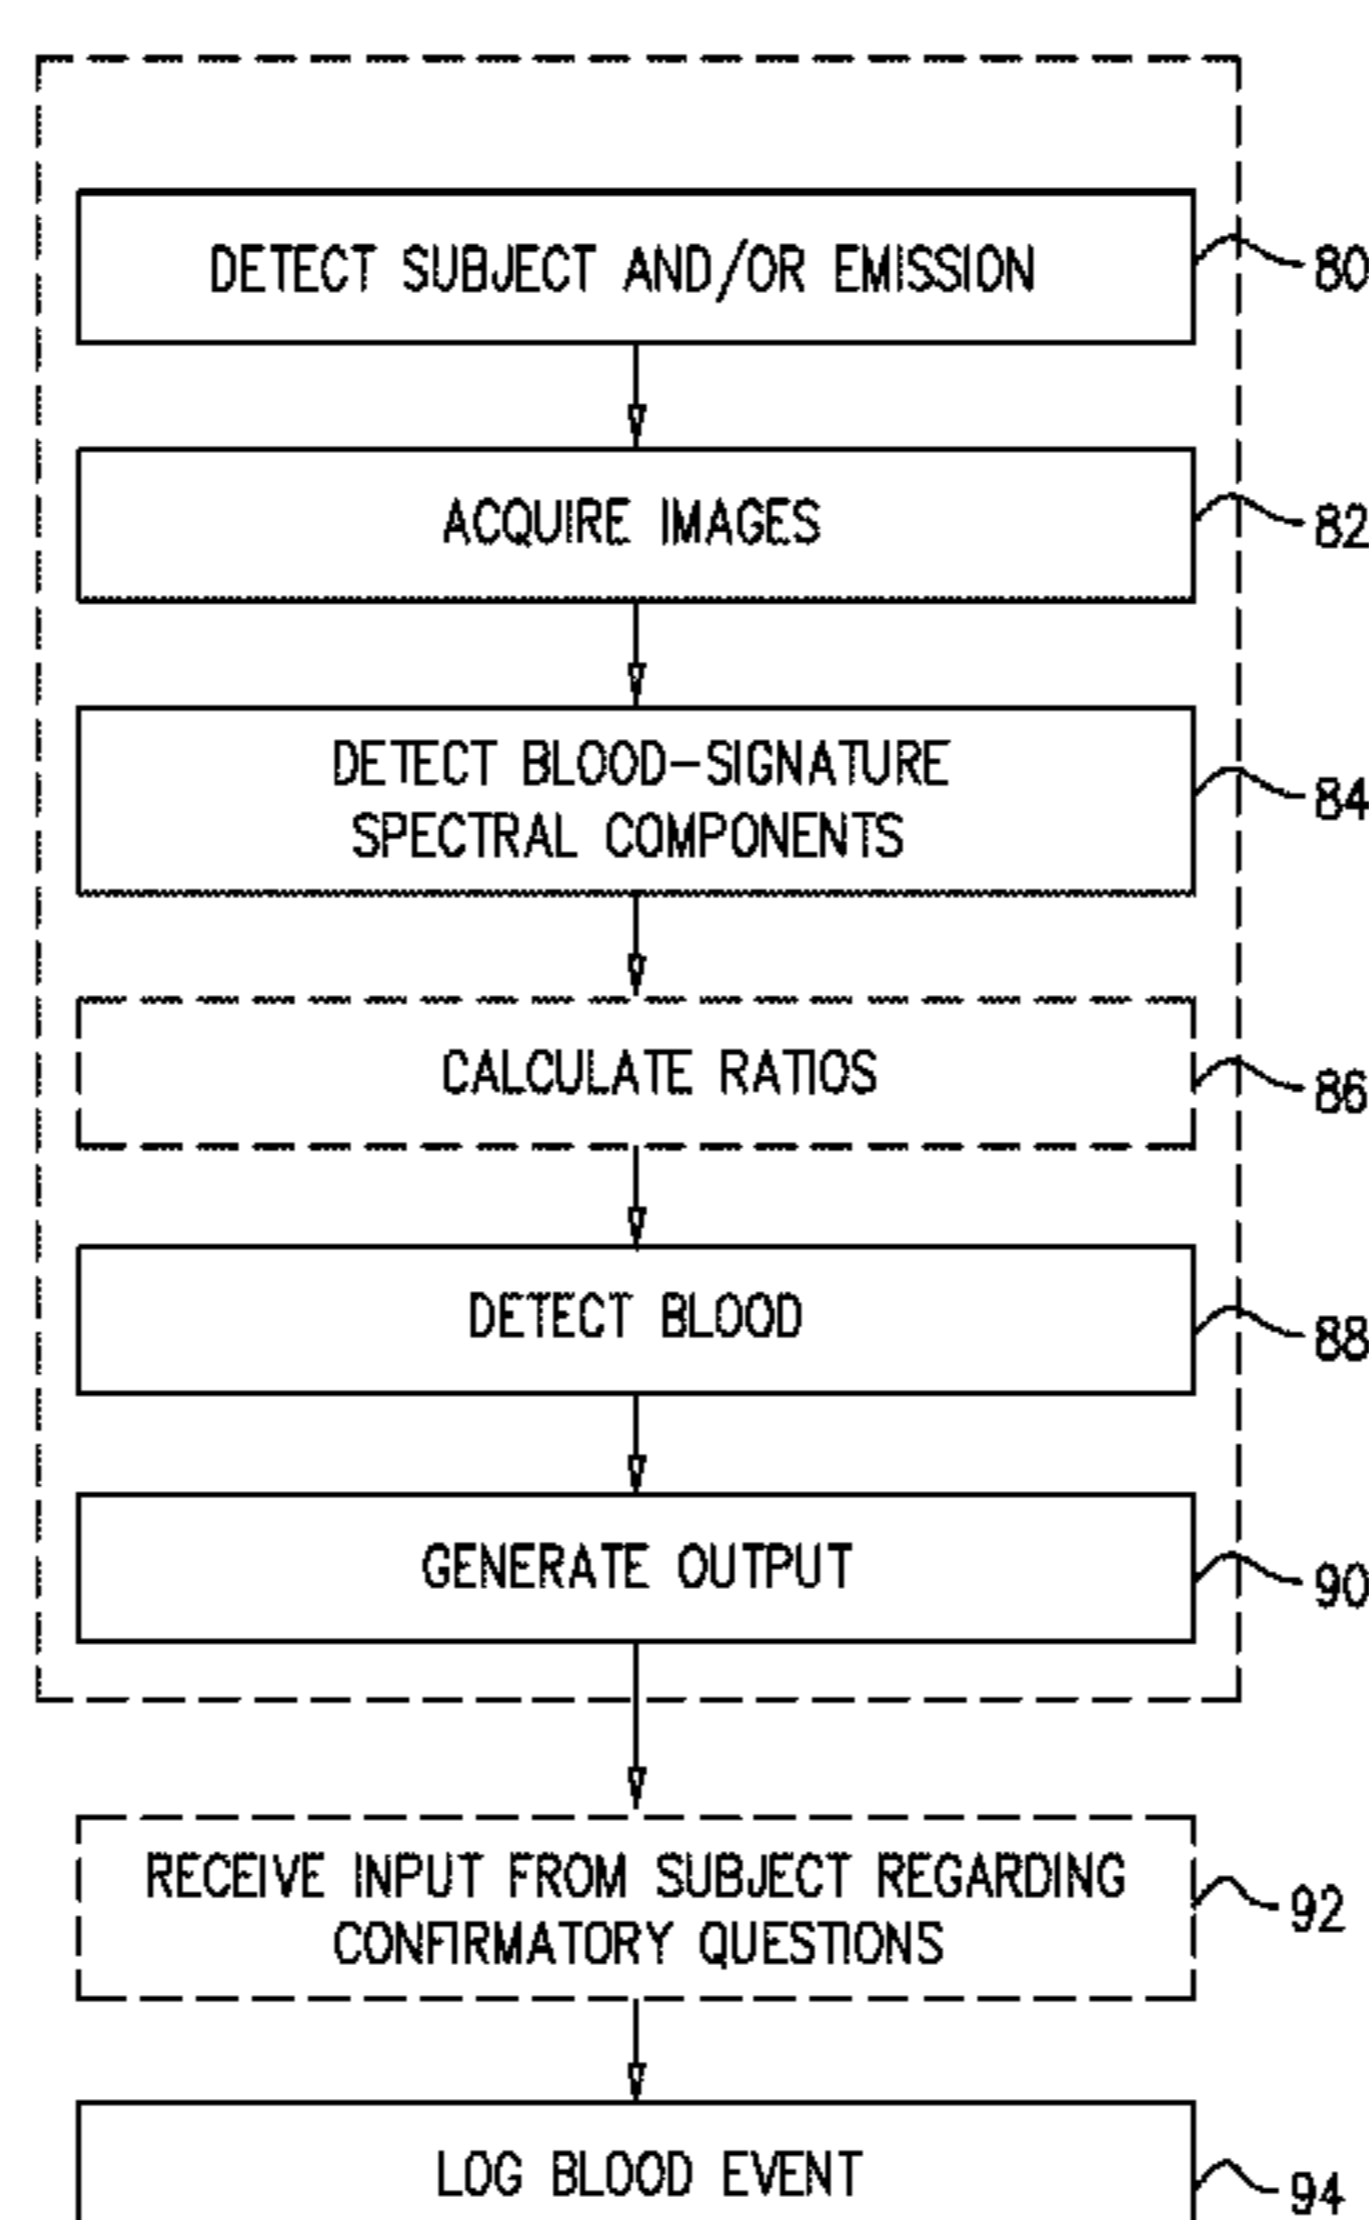 DETECT SUBJECT AND/OR EMISSION
80
ACQUIRE IMAGES
82
DETECT BLOOD-SIGNATURE
SPECTRAL COMPONENTS
84
CALCULATE RATIOS
86
DETECT BLOOD
88
GENERATE OUTPUT
90
RECEIVE INPUT FROM SUBJECT REGARDING
CONFIRMATORY QUESTIONS
92
LOG BLOOD EVENT
94